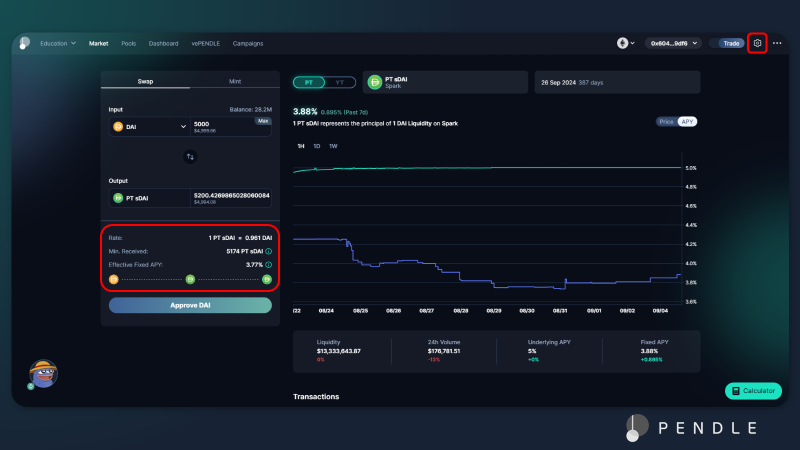 Education Market Pools Dashboard vePENDLE Campaigns 0x604...9df6 Trade
Swap Mint
Input Balance: 28.2M
DAI 5000 Max
$4,999.66
Output
PT sDAI 5200.4269865028060084
$4,994.08
Rate: 1 PT sDAI = 0.961 DAI
Min. Received: 5174 PT sDAI
Effective Fixed APY: 3.77%
Approve DAI
PT YT
PT sDAI
Spark
26 Sep 2024 387 days
3.88% 0.895% (Past 7d)
1 PT sDAI represents the principal of 1 DAI Liquidity on Spark
Price APY
1H 1D 1W
5.0%
4.8%
4.6%
4.4%
4.2%
4.0%
3.8%
3.6%
/22 08/24 08/25 08/26 08/27 08/28 08/29 08/30 08/31 09/01 09/02 09/04
Liquidity
$13,333,643.87
0%
24h Volume
$176,781.51
-13%
Underlying APY
5%
+0%
Fixed APY
3.88%
+0.895%
Transactions
Calculator
PENDLE